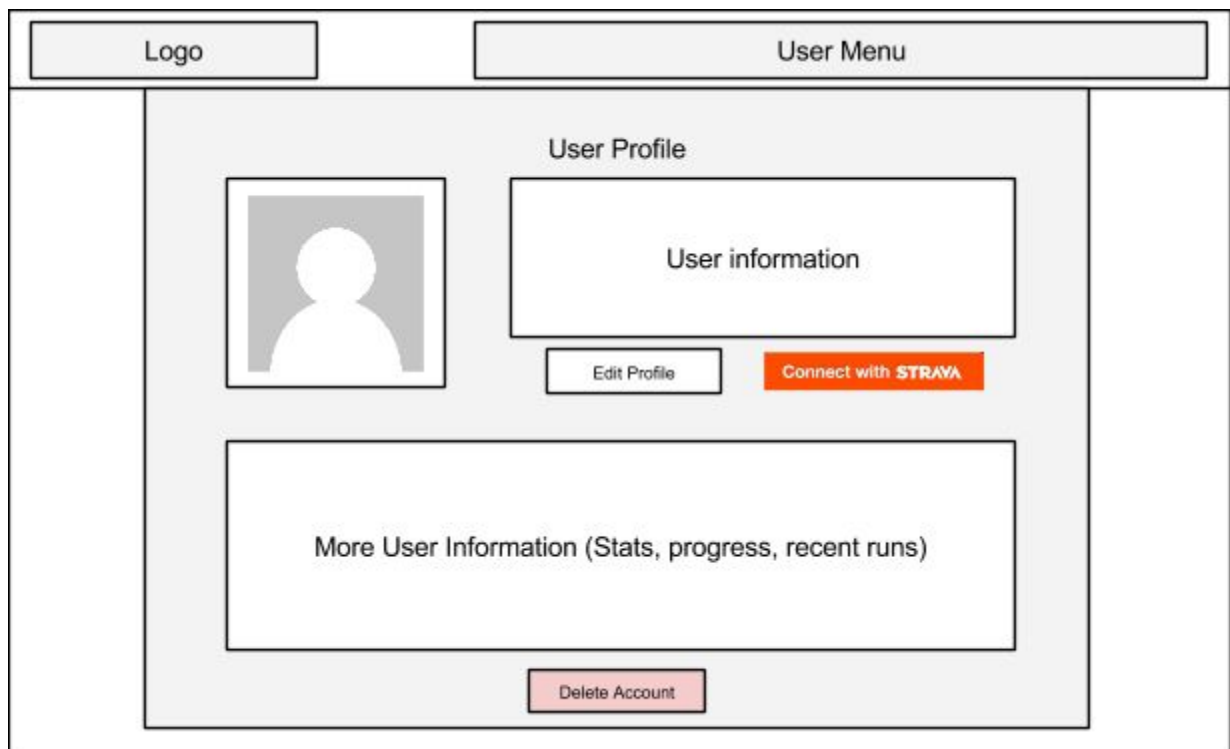 Logo
User Menu
User Profile
User information
Edit Profile
Connect with STRAVA
More User Information (Stats, progress, recent runs)
Delete Account